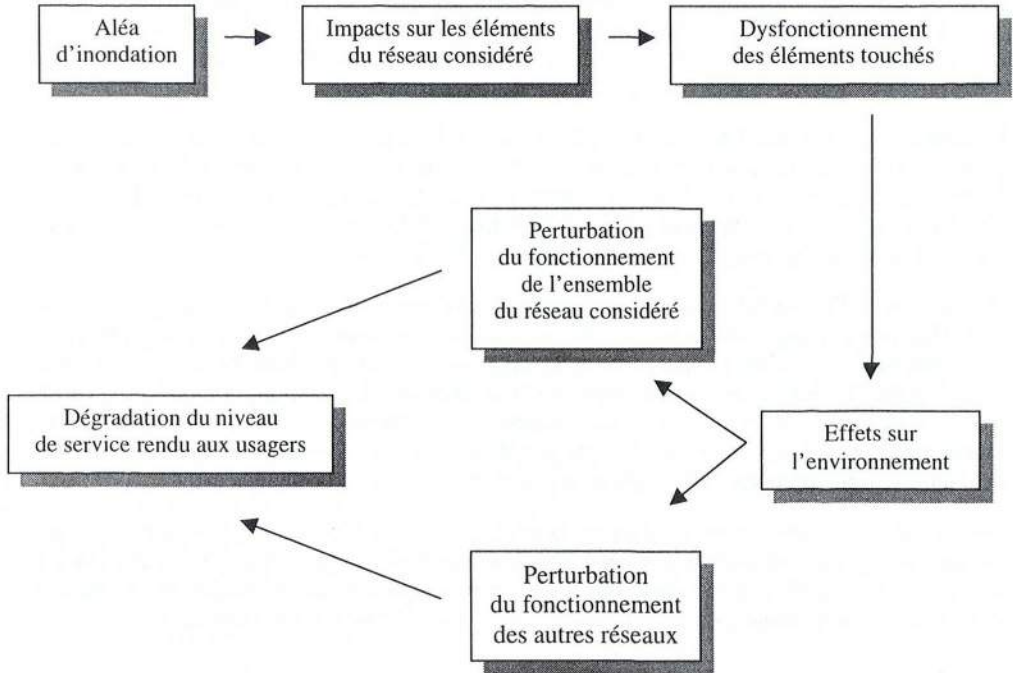 Aléa
d'inondation
Impacts sur les éléments
du réseau considéré
Dysfonctionnement
des éléments touchés
Perturbation
du fonctionnement
de l'ensemble
du réseau considéré
Dégradation du niveau
de service rendu aux usagers
Effets sur
l'environnement
Perturbation
du fonctionnement
des autres réseaux